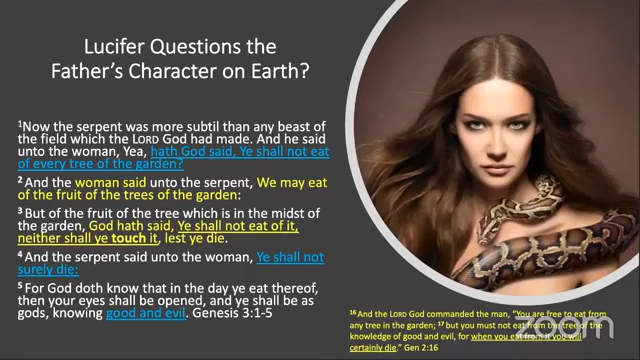 Lucifer Questions the
Father's Character on Earth?
1Now the serpent was more subtil than any beast of
the field which the LORD God had made. And he said
unto the woman, Yea, hath God said, Ye shall not eat
of every tree of the garden?
2 And the woman said unto the serpent, We may eat
of the fruit of the trees of the garden:
3 But of the fruit of the tree which is in the midst of
the garden, God hath said, Ye shall not eat of it,
neither shall ye touch it, lest ye die.
4 And the serpent said unto the woman, Ye shall not
surely die:
5 For God doth know that in the day ye eat thereof,
then your eyes shall be opened, and ye shall be as
gods, knowing good and evil. Genesis 3:1-5
16 And the LORD God commanded the man, "You are free to eat from
any tree in the garden; 17 but you must not eat from the tree of the
knowledge of good and evil, for when you eat from it you will
certainly die." Gen 2:16
zoom